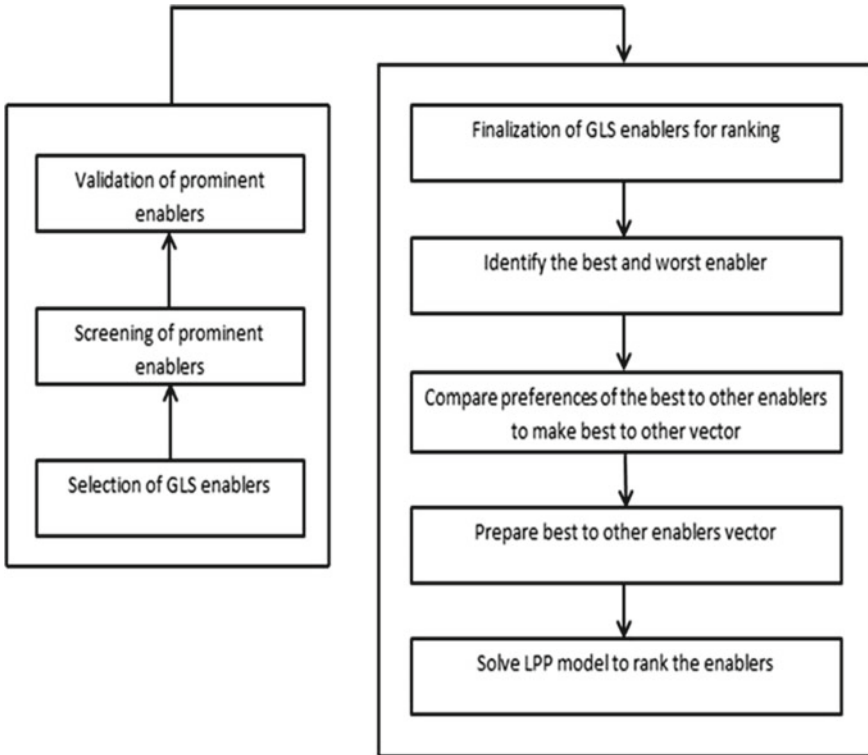 Validation of prominent
enablers
Screening of prominent
enablers
Selection of GLS enablers
Finalization of GLS enablers for ranking
Identify the best and worst enabler
Compare preferences of the best to other enablers
to make best to other vector
Prepare best to other enablers vector
Solve LPP model to rank the enablers